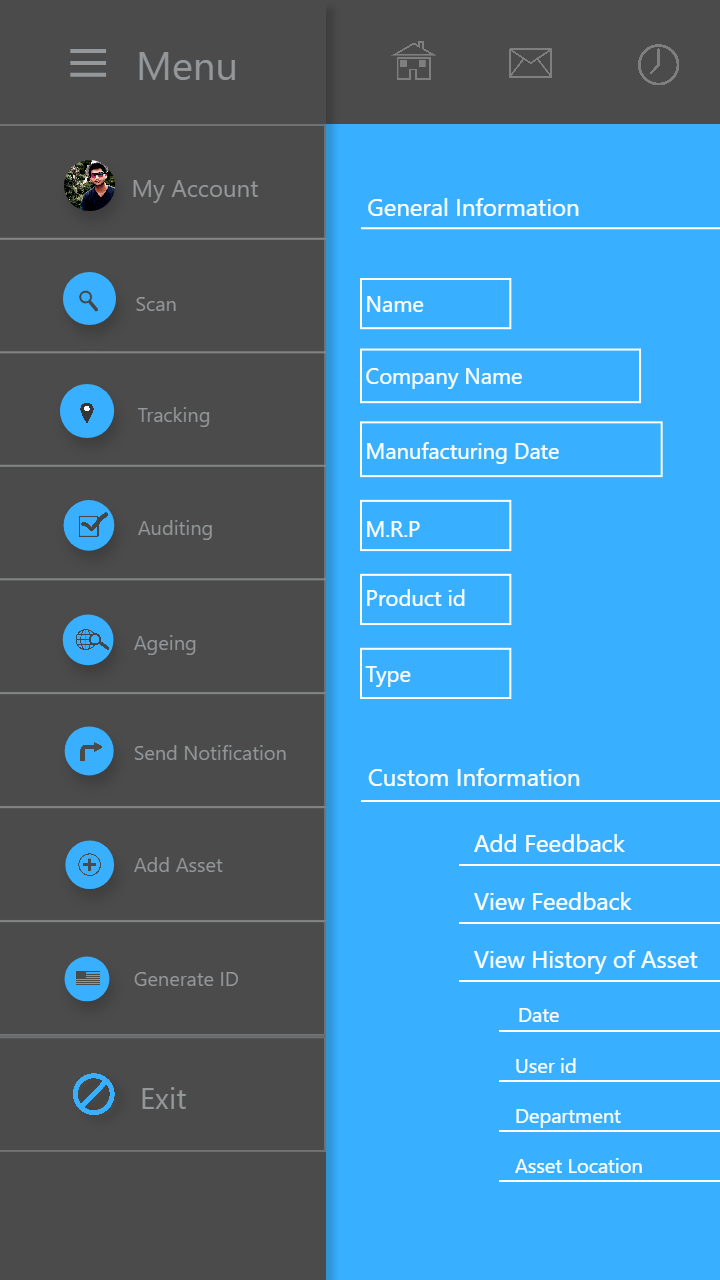 Menu
My Account
Scan
Tracking
Auditing
Ageing
Send Notification
Add Asset
Generate ID
Exit
General Information
Name
Company Name
Manufacturing Date
M.R.P
Product id
Type
Custom Information
Add Feedback
View Feedback
View History of Asset
Date
User id
Department
Asset Location